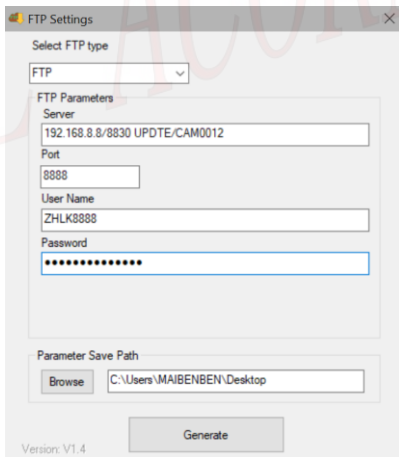 FTP Settings
Select FTP type
FTP
FTP Parameters
Server
192.168.8.8/8830 UPDTE/CAM0012
Port
8888
User Name
ZHLK8888
Password
••••••••••••••
Parameter Save Path
Browse
C:\Users\MAIBENBEN\Desktop
Generate
Version: V1.4